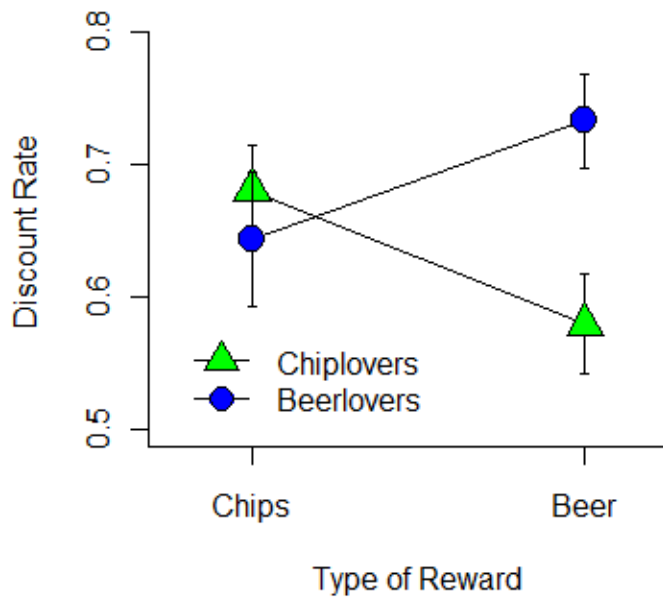 0.8
0.7
0.6
0.5
Discount Rate
Chiplovers
Beerlovers
Chips
Beer
Type of Reward